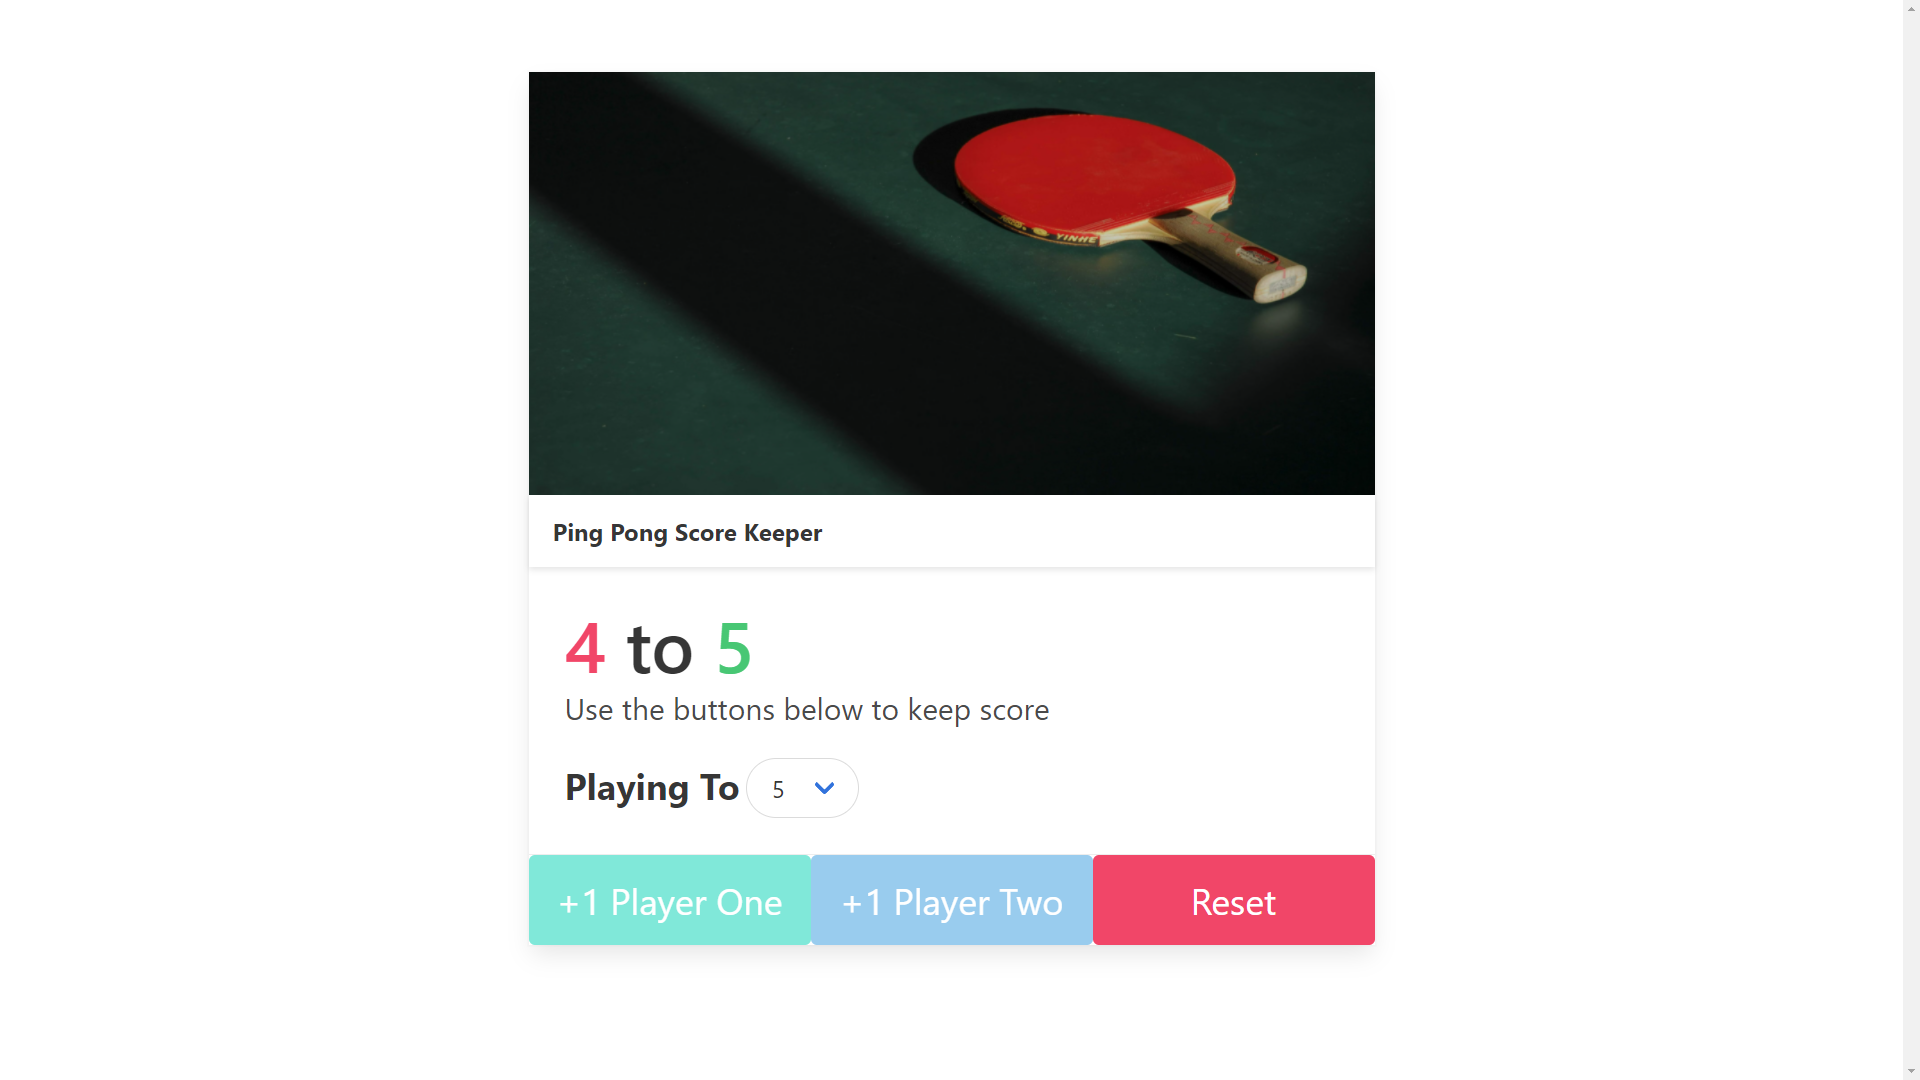 YINHE
Ping Pong Score Keeper
4 to 5
Use the buttons below to keep score
Playing To 5
+1 Player One +1 Player Two Reset